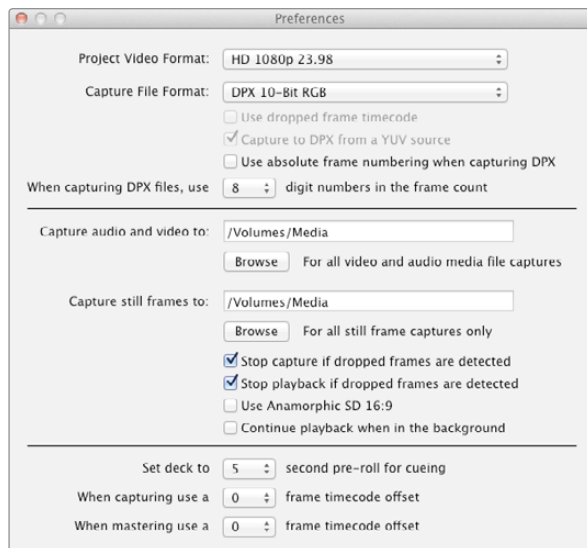 Preferences
Project Video Format: HD 1080p 23.98
Capture File Format: DPX 10-Bit RGB
Use dropped frame timecode
Capture to DPX from a YUV source
Use absolute frame numbering when capturing DPX
When capturing DPX files, use 8 digit numbers in the frame count
Capture audio and video to: /Volumes/Media
Browse For all video and audio media file captures
Capture still frames to: /Volumes/Media
Browse For all still frame captures only
Stop capture if dropped frames are detected
Stop playback if dropped frames are detected
Use Anamorphic SD 16:9
Continue playback when in the background
Set deck to 5 second pre-roll for cueing
When capturing use a 0 frame timecode offset
When mastering use a 0 frame timecode offset